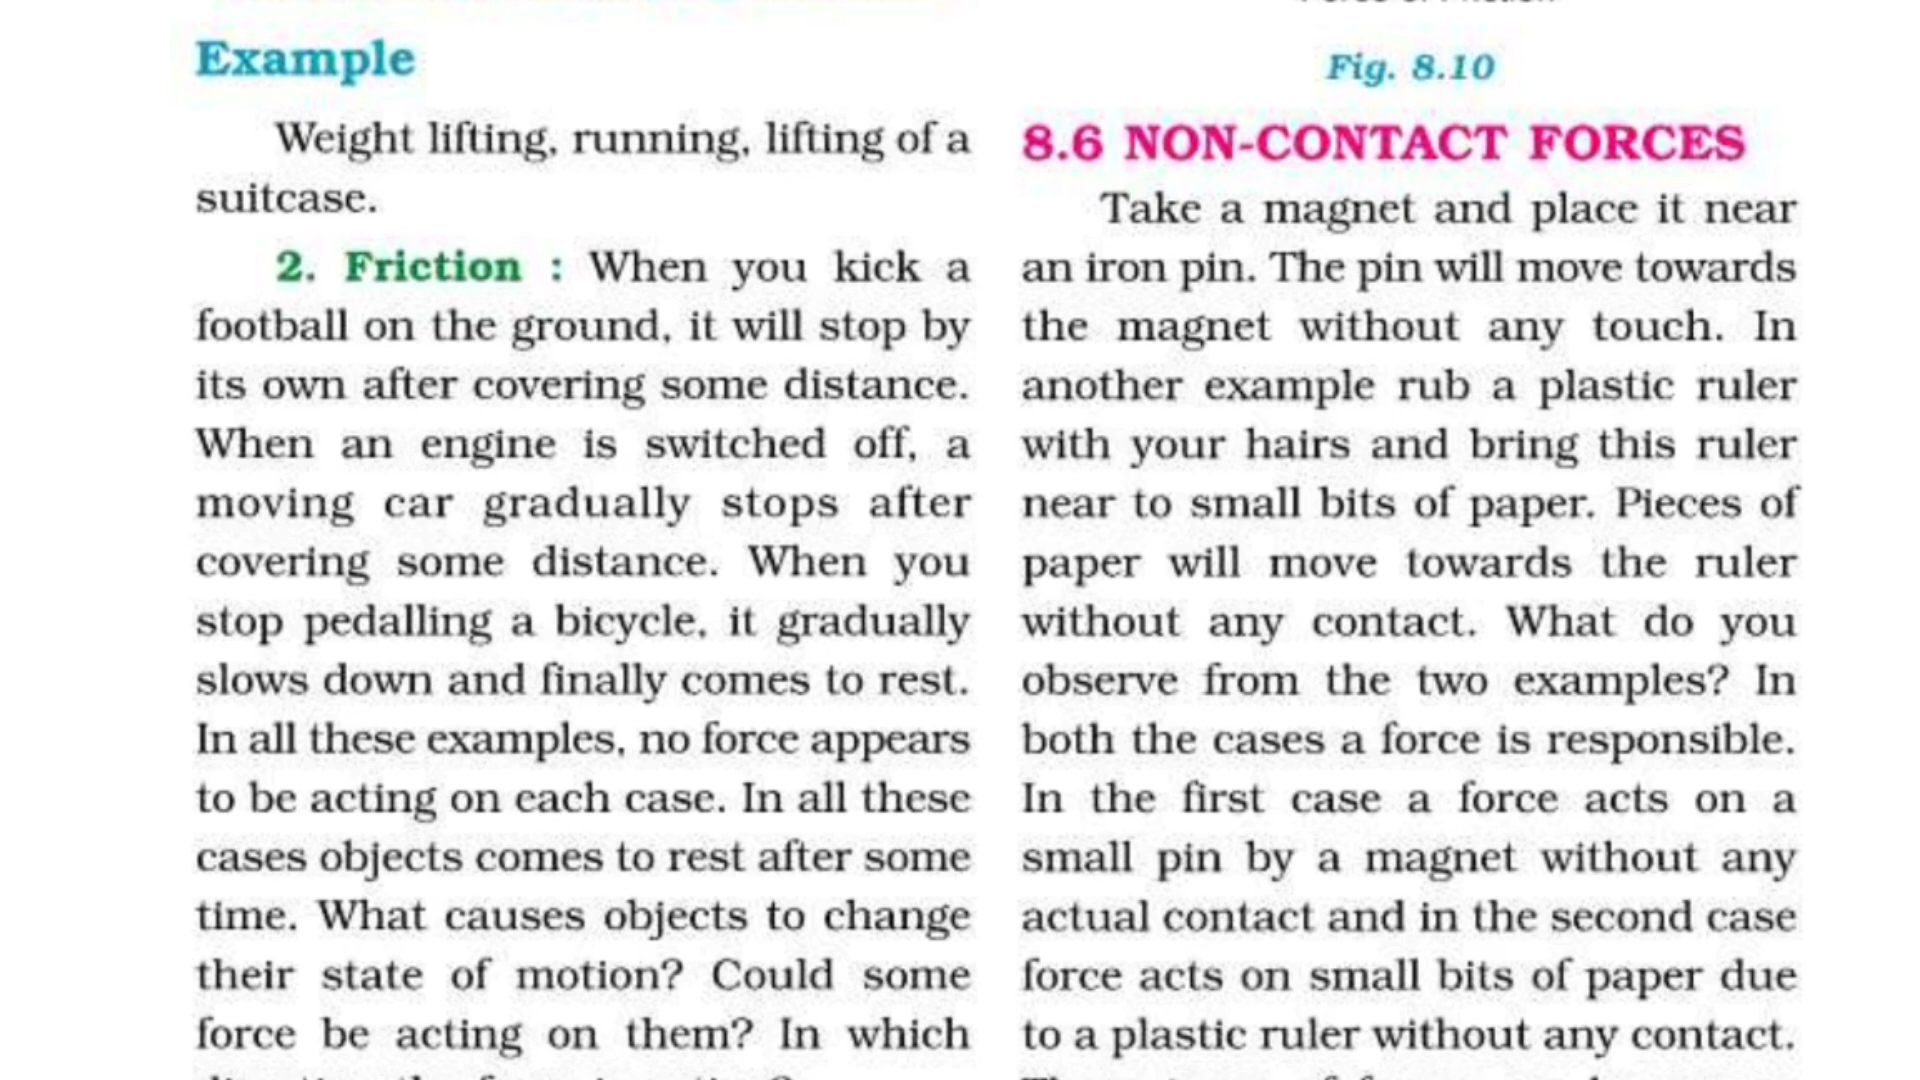 Example
Weight lifting, running, lifting of a
suitcase.
2. Friction : When you kick a
football on the ground, it will stop by
its own after covering some distance.
When an engine is switched off, a
moving car gradually stops after
covering some distance. When you
stop pedalling a bicycle, it gradually
slows down and finally comes to rest.
In all these examples, no force appears
to be acting on each case. In all these
cases objects comes to rest after some
time. What causes objects to change
their state of motion? Could some
force be acting on them? In which
Fig. 8.10
8.6 NON-CONTACT FORCES
Take a magnet and place it near
an iron pin. The pin will move towards
the magnet without any touch. In
another example rub a plastic ruler
with your hairs and bring this ruler
near to small bits of paper. Pieces of
paper will move towards the ruler
without any contact. What do you
observe from the two examples? In
both the cases a force is responsible.
In the first case a force acts on a
small pin by a magnet without any
actual contact and in the second case
force acts on small bits of paper due
to a plastic ruler without any contact.